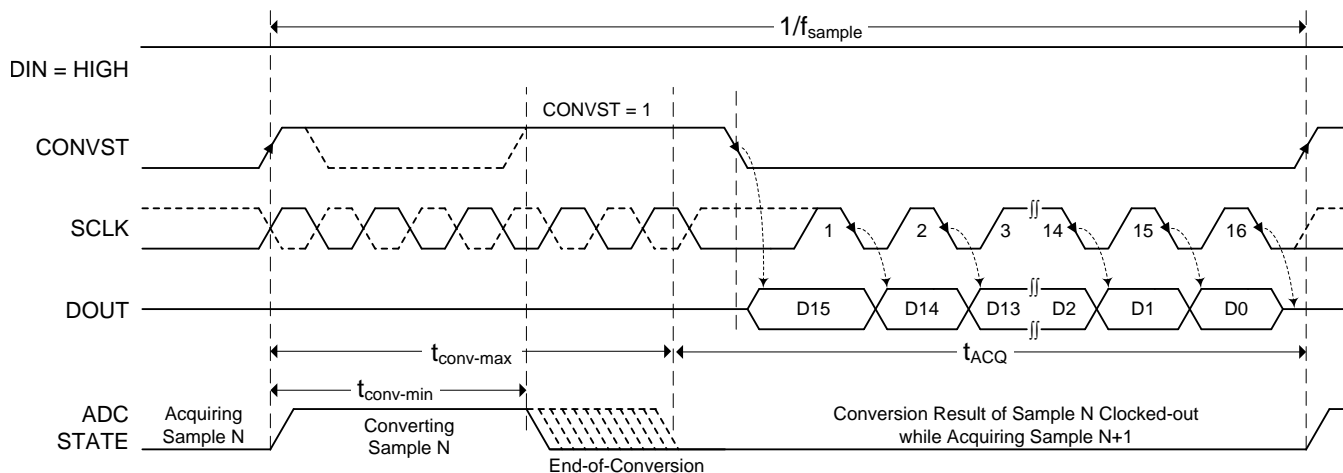 1/fsample
DIN = HIGH
CONVST = 1
CONVST
SCLK
1 2 3 ∫∫ 14 15 16
DOUT
D15 D14 D13 ∫∫ D2 D1 D0
∫∫
tconv-max
tACQ
tconv-min
ADC
STATE
Acquiring
Sample N
Converting
Sample N
End-of-Conversion
Conversion Result of Sample N Clocked-out
while Acquiring Sample N+1